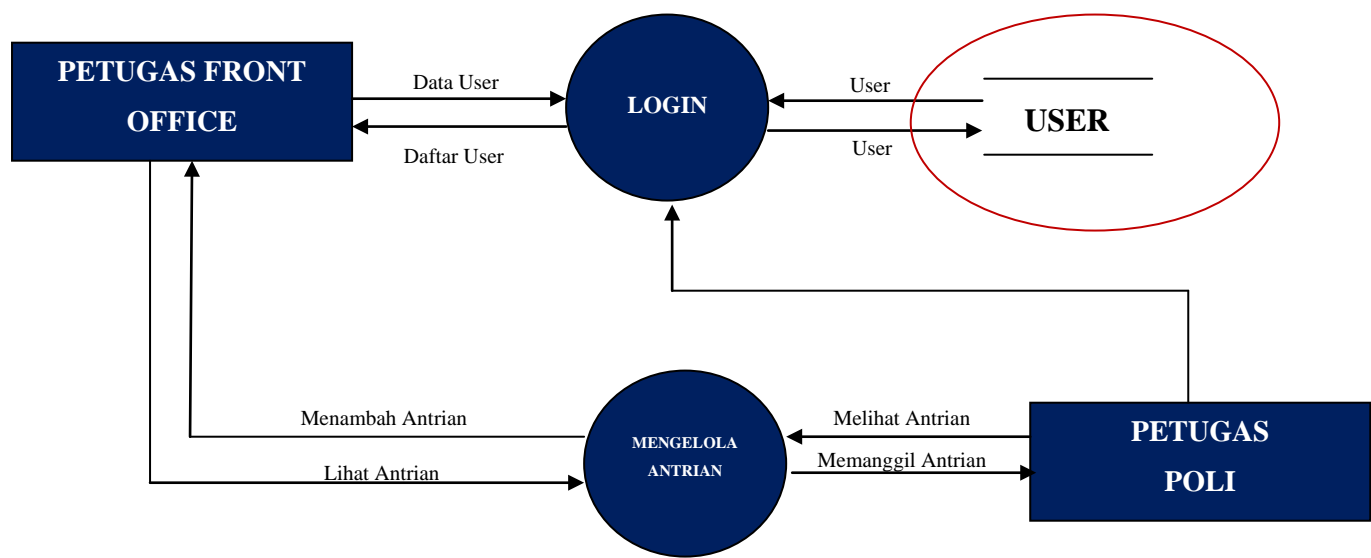 PETUGAS FRONT
OFFICE
Data User
Daftar User
LOGIN
User
User
USER
Menambah Antrian
Lihat Antrian
MENGELOLA
ANTRIAN
Melihat Antrian
Memanggil Antrian
PETUGAS
POLI